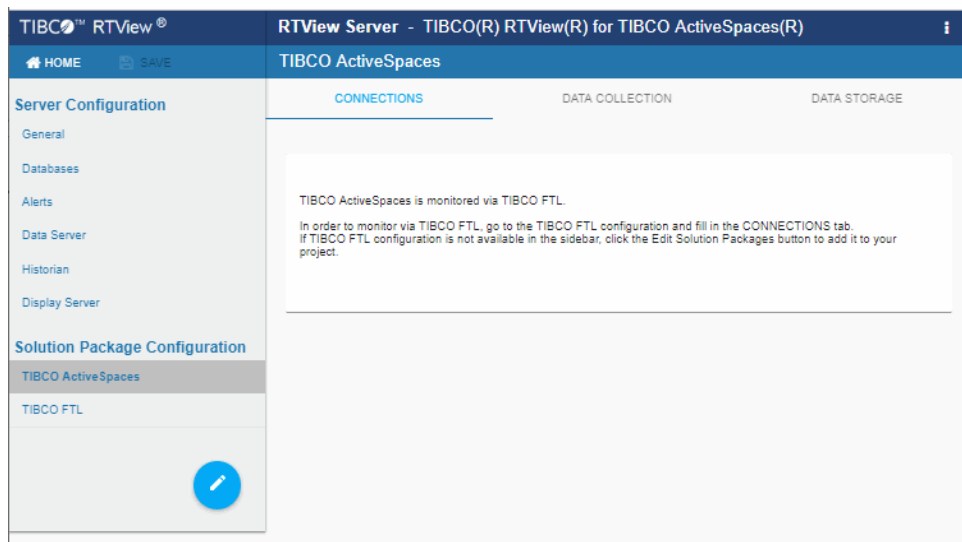 TIBCO™ RTView ®
RTView Server - TIBCO(R) RTView(R) for TIBCO ActiveSpaces(R)
HOME
SAVE
TIBCO ActiveSpaces
Server Configuration
General
Databases
Alerts
Data Server
Historian
Display Server
Solution Package Configuration
TIBCO ActiveSpaces
TIBCO FTL
CONNECTIONS
DATA COLLECTION
DATA STORAGE
TIBCO ActiveSpaces is monitored via TIBCO FTL.
In order to monitor via TIBCO FTL, go to the TIBCO FTL configuration and fill in the CONNECTIONS tab.
If TIBCO FTL configuration is not available in the sidebar, click the Edit Solution Packages button to add it to your
project.